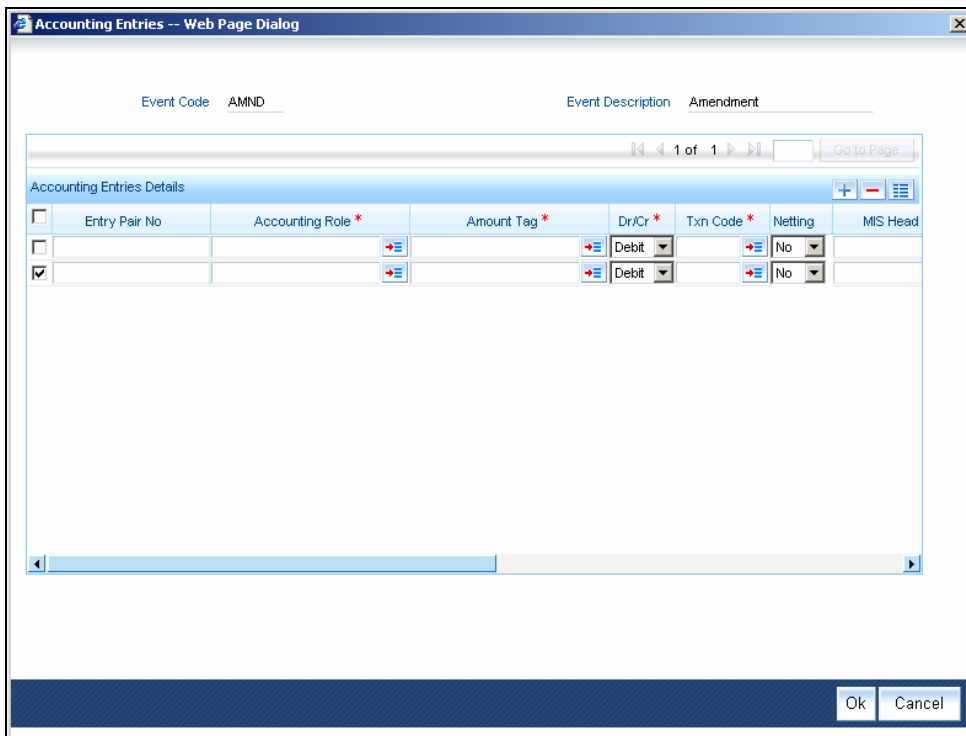 Accounting Entries -- Web Page Dialog
Event Code AMND Event Description Amendment
1 of 1 Go to Page
Accounting Entries Details
Entry Pair No Accounting Role * Amount Tag * Dr/Cr * Txn Code * Netting MIS Head
Debit No
Debit No
Ok Cancel